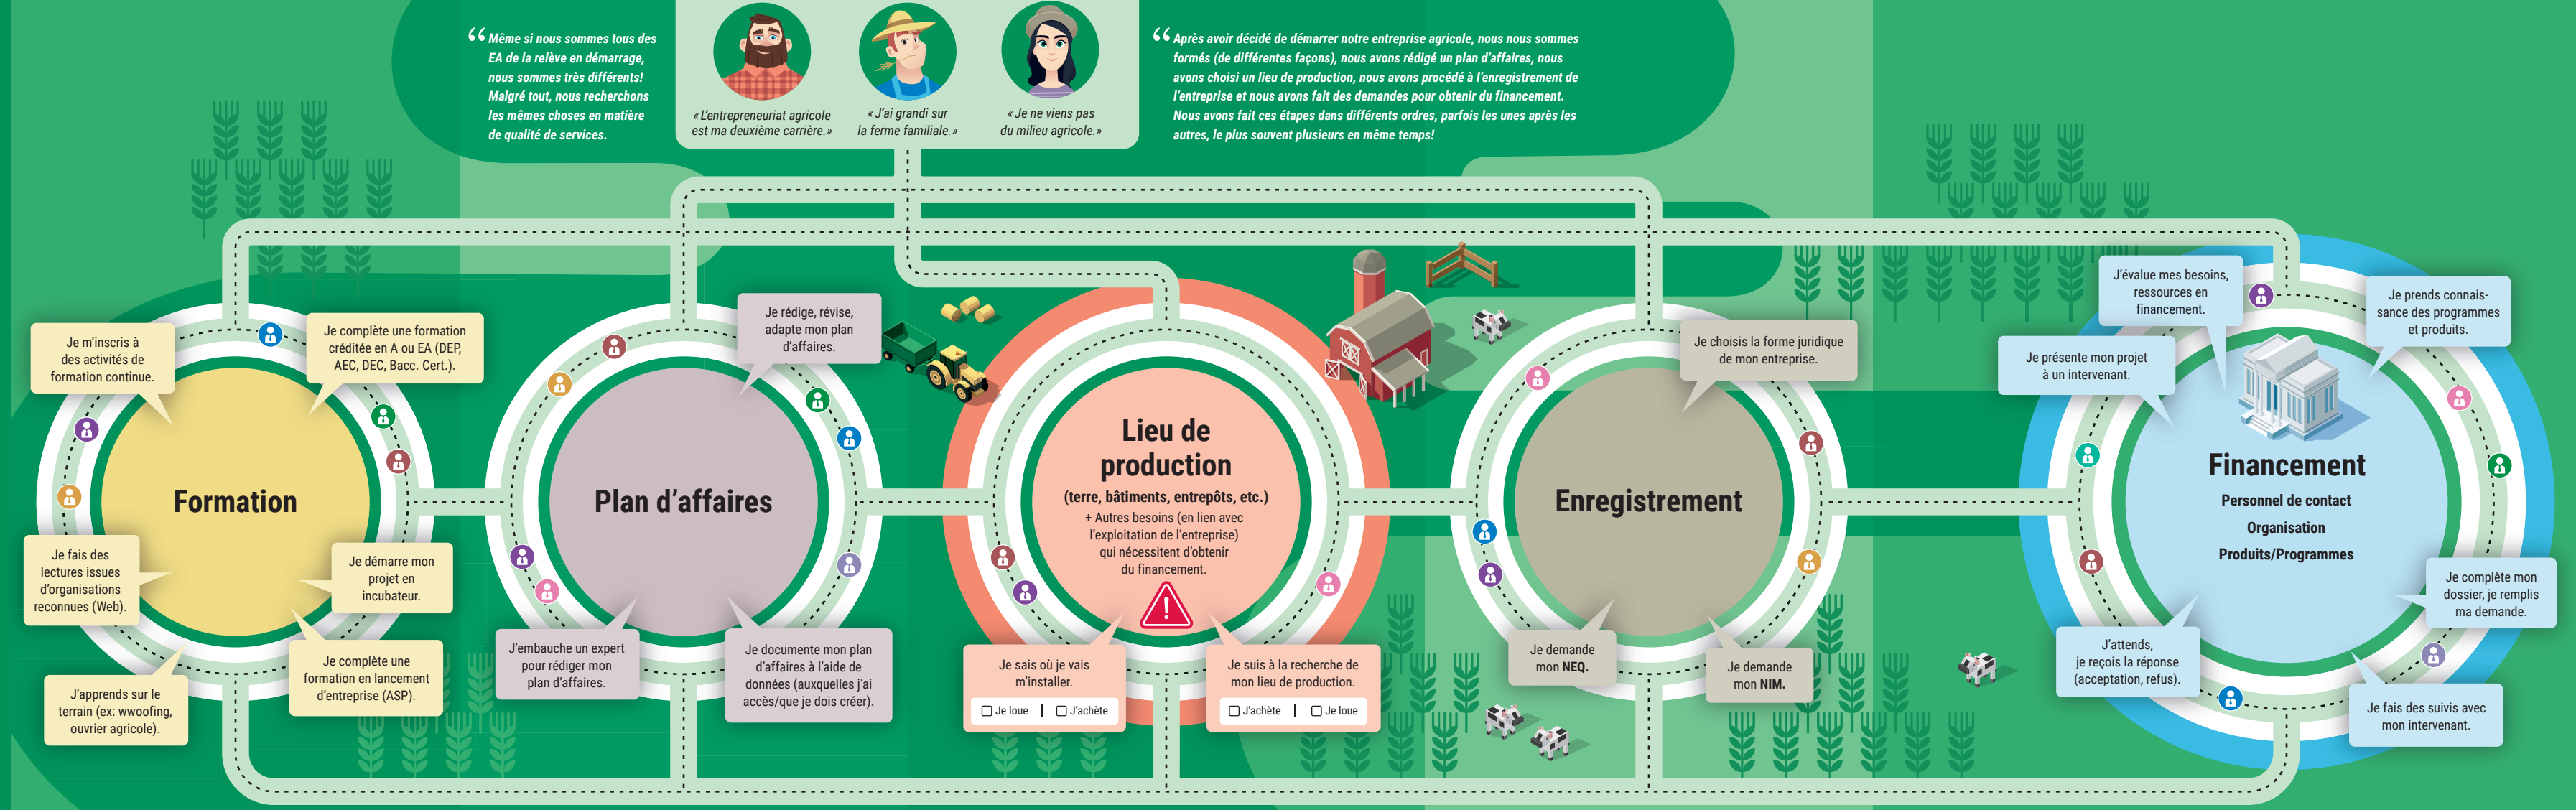 “ Même si nous sommes tous des
EA de la relève en démarrage,
nous sommes très différents!
Malgré tout, nous recherchons
les mêmes choses en matière
de qualité de services.
« L’entrepreneuriat agricole
est ma deuxième carrière. »
« J’ai grandi sur
la ferme familiale. »
« Je ne viens pas
du milieu agricole. »
“ Après avoir décidé de démarrer notre entreprise agricole, nous nous sommes
formés (de différentes façons), nous avons rédigé un plan d’affaires, nous
avons choisi un lieu de production, nous avons procédé à l’enregistrement de
l’entreprise et nous avons fait des demandes pour obtenir du financement.
Nous avons fait ces étapes dans différents ordres, parfois les unes après les
autres, le plus souvent plusieurs en même temps!
Je m’inscris à
des activités de
formation continue.
Je complète une formation
créditée en A ou EA (DEP,
AEC, DEC, Bacc. Cert.).
Formation
Je fais des
lectures issues
d’organisations
reconnues (Web).
Je démarre mon
projet en
incubateur.
J’apprends sur le
terrain (ex: wwoofing,
ouvrier agricole).
Je complète une
formation en lancement
d’entreprise (ASP).
Je rédige, révise,
adapte mon plan
d’affaires.
Plan d’affaires
J’embauche un expert
pour rédiger mon
plan d’affaires.
Je documente mon plan
d’affaires à l’aide de
données (auxquelles j’ai
accès/que je dois créer).
Lieu de
production
(terre, bâtiments, entrepôts, etc.)
+ Autres besoins (en lien avec
l’exploitation de l’entreprise)
qui nécessitent d’obtenir
du financement.
!
Je sais où je vais
m’installer.
Je loue | J’achète
Je suis à la recherche de
mon lieu de production.
J’achète | Je loue
Je choisis la forme juridique
de mon entreprise.
Enregistrement
Je demande
mon NEQ.
Je demande
mon NIM.
J’évalue mes besoins,
ressources en
financement.
Je prends connais-
sance des programmes
et produits.
Je présente mon projet
à un intervenant.
Financement
Personnel de contact
Organisation
Produits/Programmes
Je complète mon
dossier, je remplis
ma demande.
J’attends,
je reçois la réponse
(acceptation, refus).
Je fais des suivis avec
mon intervenant.